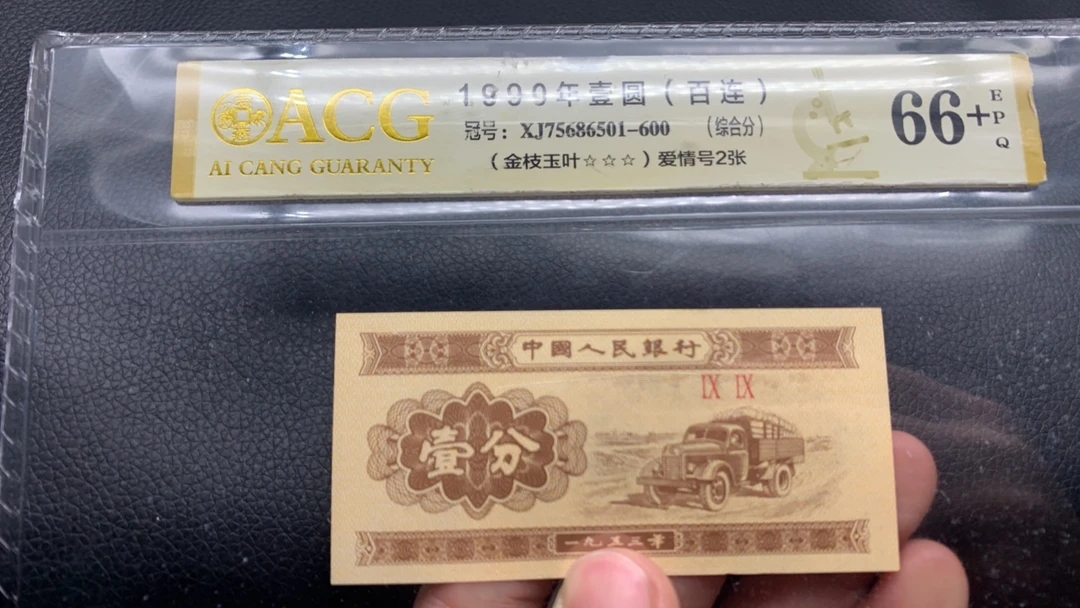 ACG
AI CANG GUARANTY
1999年壹圆（百连）
冠号：XJ75686501-600 （综合分）
（金枝玉叶☆☆☆）爱情号2张
66+
EPQ
中國人民銀行
IX IX
壹分
一九五三年